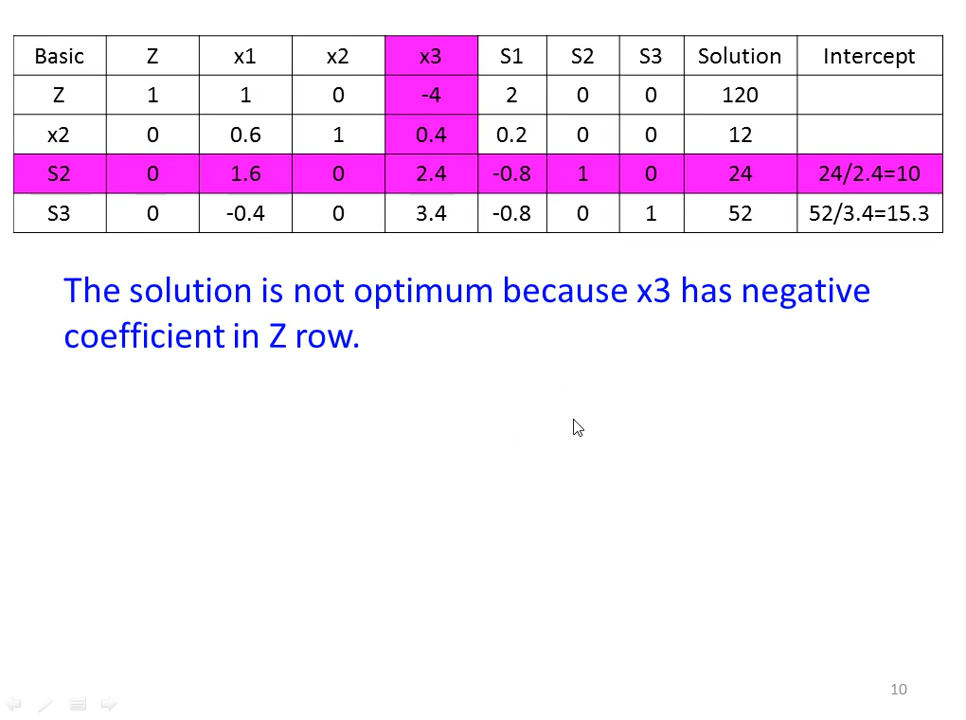 Basic Z x1 x2 x3 S1 S2 S3 Solution Intercept
Z 1 1 0 -4 2 0 0 120
x2 0 0.6 1 0.4 0.2 0 0 12
S2 0 1.6 0 2.4 -0.8 1 0 24 24/2.4=10
S3 0 -0.4 0 3.4 -0.8 0 1 52 52/3.4=15.3
The solution is not optimum because x3 has negative
coefficient in Z row.
10